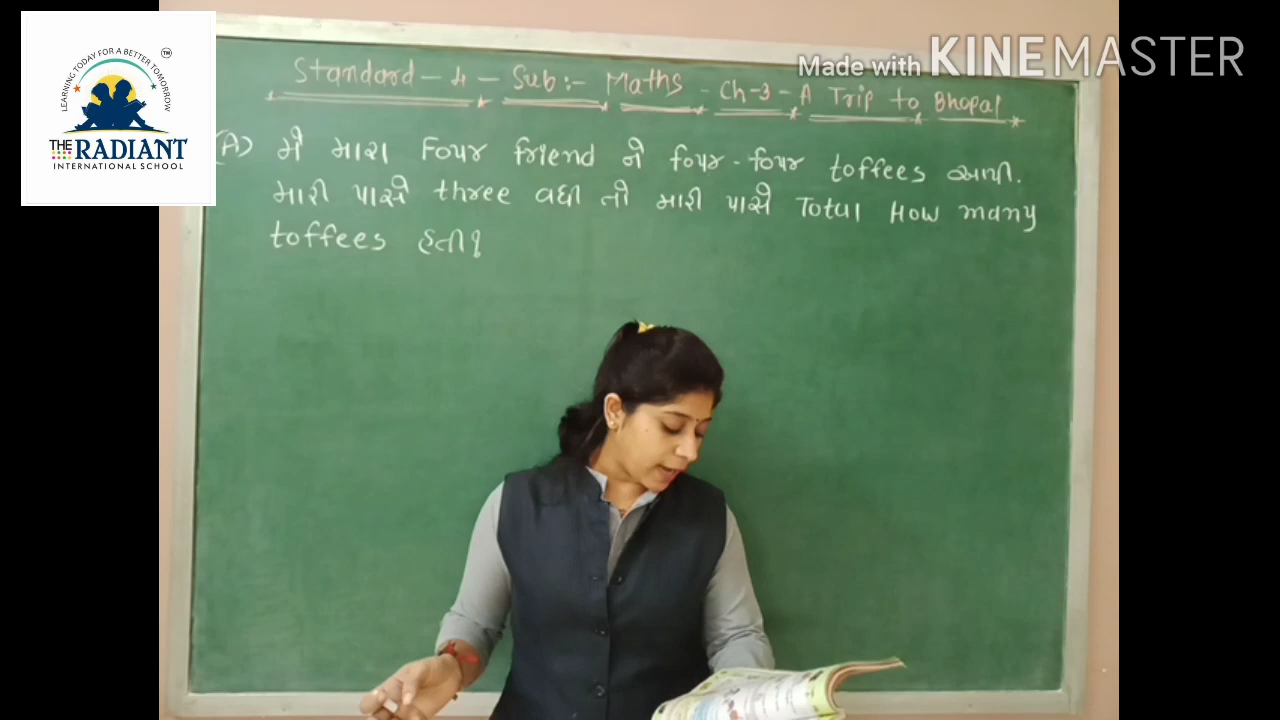 LEARNING TODAY FOR A BETTER TOMORROW
TM
THE RADIANT
INTERNATIONAL SCHOOL
Made with KINEMASTER
Standard - 4 - Sub:- Maths - Ch-3 - A Trip to Bhopal
(A) મેં મારા Four friend ને four-four toffees આપી.
મારી પાસે three વધી તો મારી પાસે Total How many
toffees હતી?